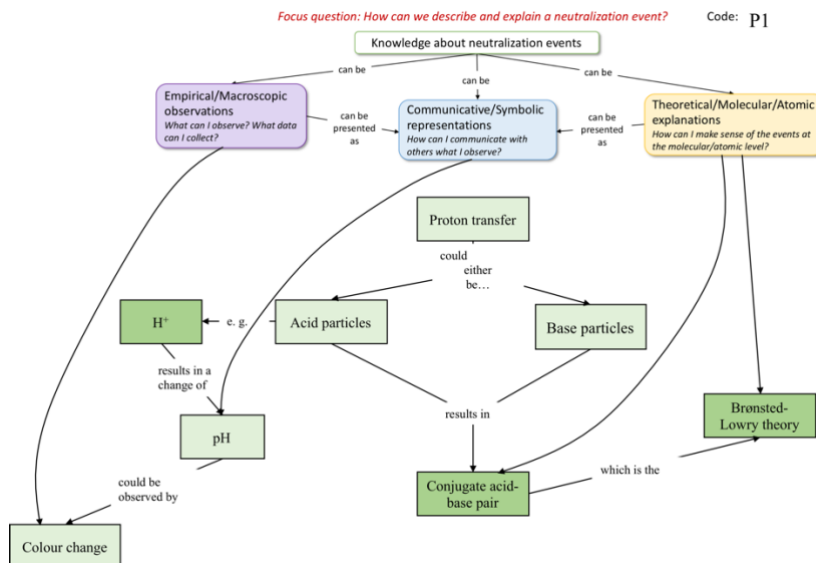 Focus question: How can we describe and explain a neutralization event?
Code: P1
Knowledge about neutralization events
can be
can be
can be
Empirical/Macroscopic
observations
What can I observe? What data
can I collect?
can be
presented
as
Communicative/Symbolic
representations
How can I communicate with
others what I observe?
can be
presented
as
Theoretical/Molecular/Atomic
explanations
How can I make sense of the events at
the molecular/atomic level?
Proton transfer
could
either
be…
H⁺
e. g.
Acid particles
Base particles
results in a
change of
pH
results in
Brønsted-
Lowry theory
could be
observed by
Conjugate acid-
base pair
which is the
Colour change